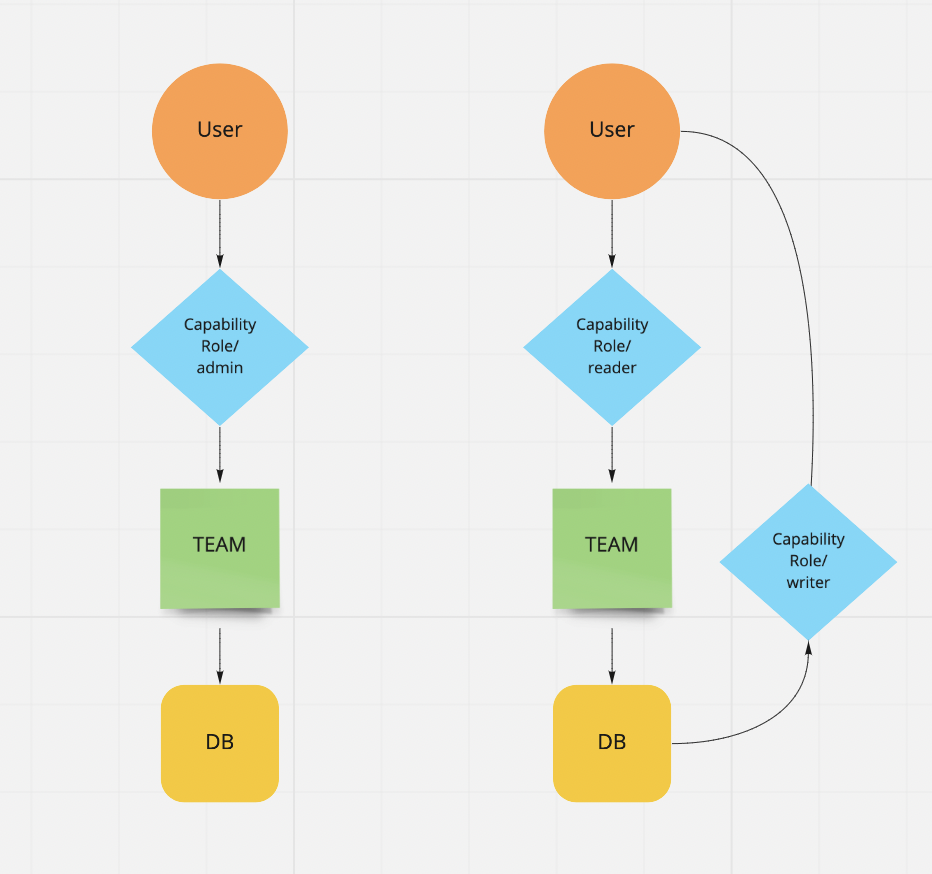 User
Capability
Role/
admin
TEAM
DB
User
Capability
Role/
reader
TEAM
DB
Capability
Role/
writer